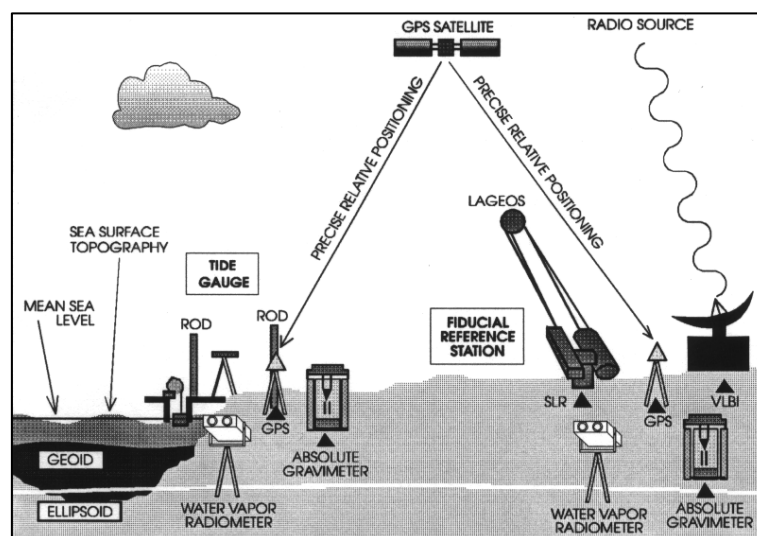 GPS SATELLITE
RADIO SOURCE
PRECISE RELATIVE POSITIONING
PRECISE RELATIVE POSITIONING
LAGEOS
SEA SURFACE
TOPOGRAPHY
TIDE
GAUGE
MEAN SEA
LEVEL
ROD
ROD
FIDUCIAL
REFERENCE
STATION
SLR
GPS
VLBI
GPS
ABSOLUTE
GRAVIMETER
GEOID
ELLIPSOID
WATER VAPOR
RADIOMETER
WATER VAPOR
RADIOMETER
ABSOLUTE
GRAVIMETER